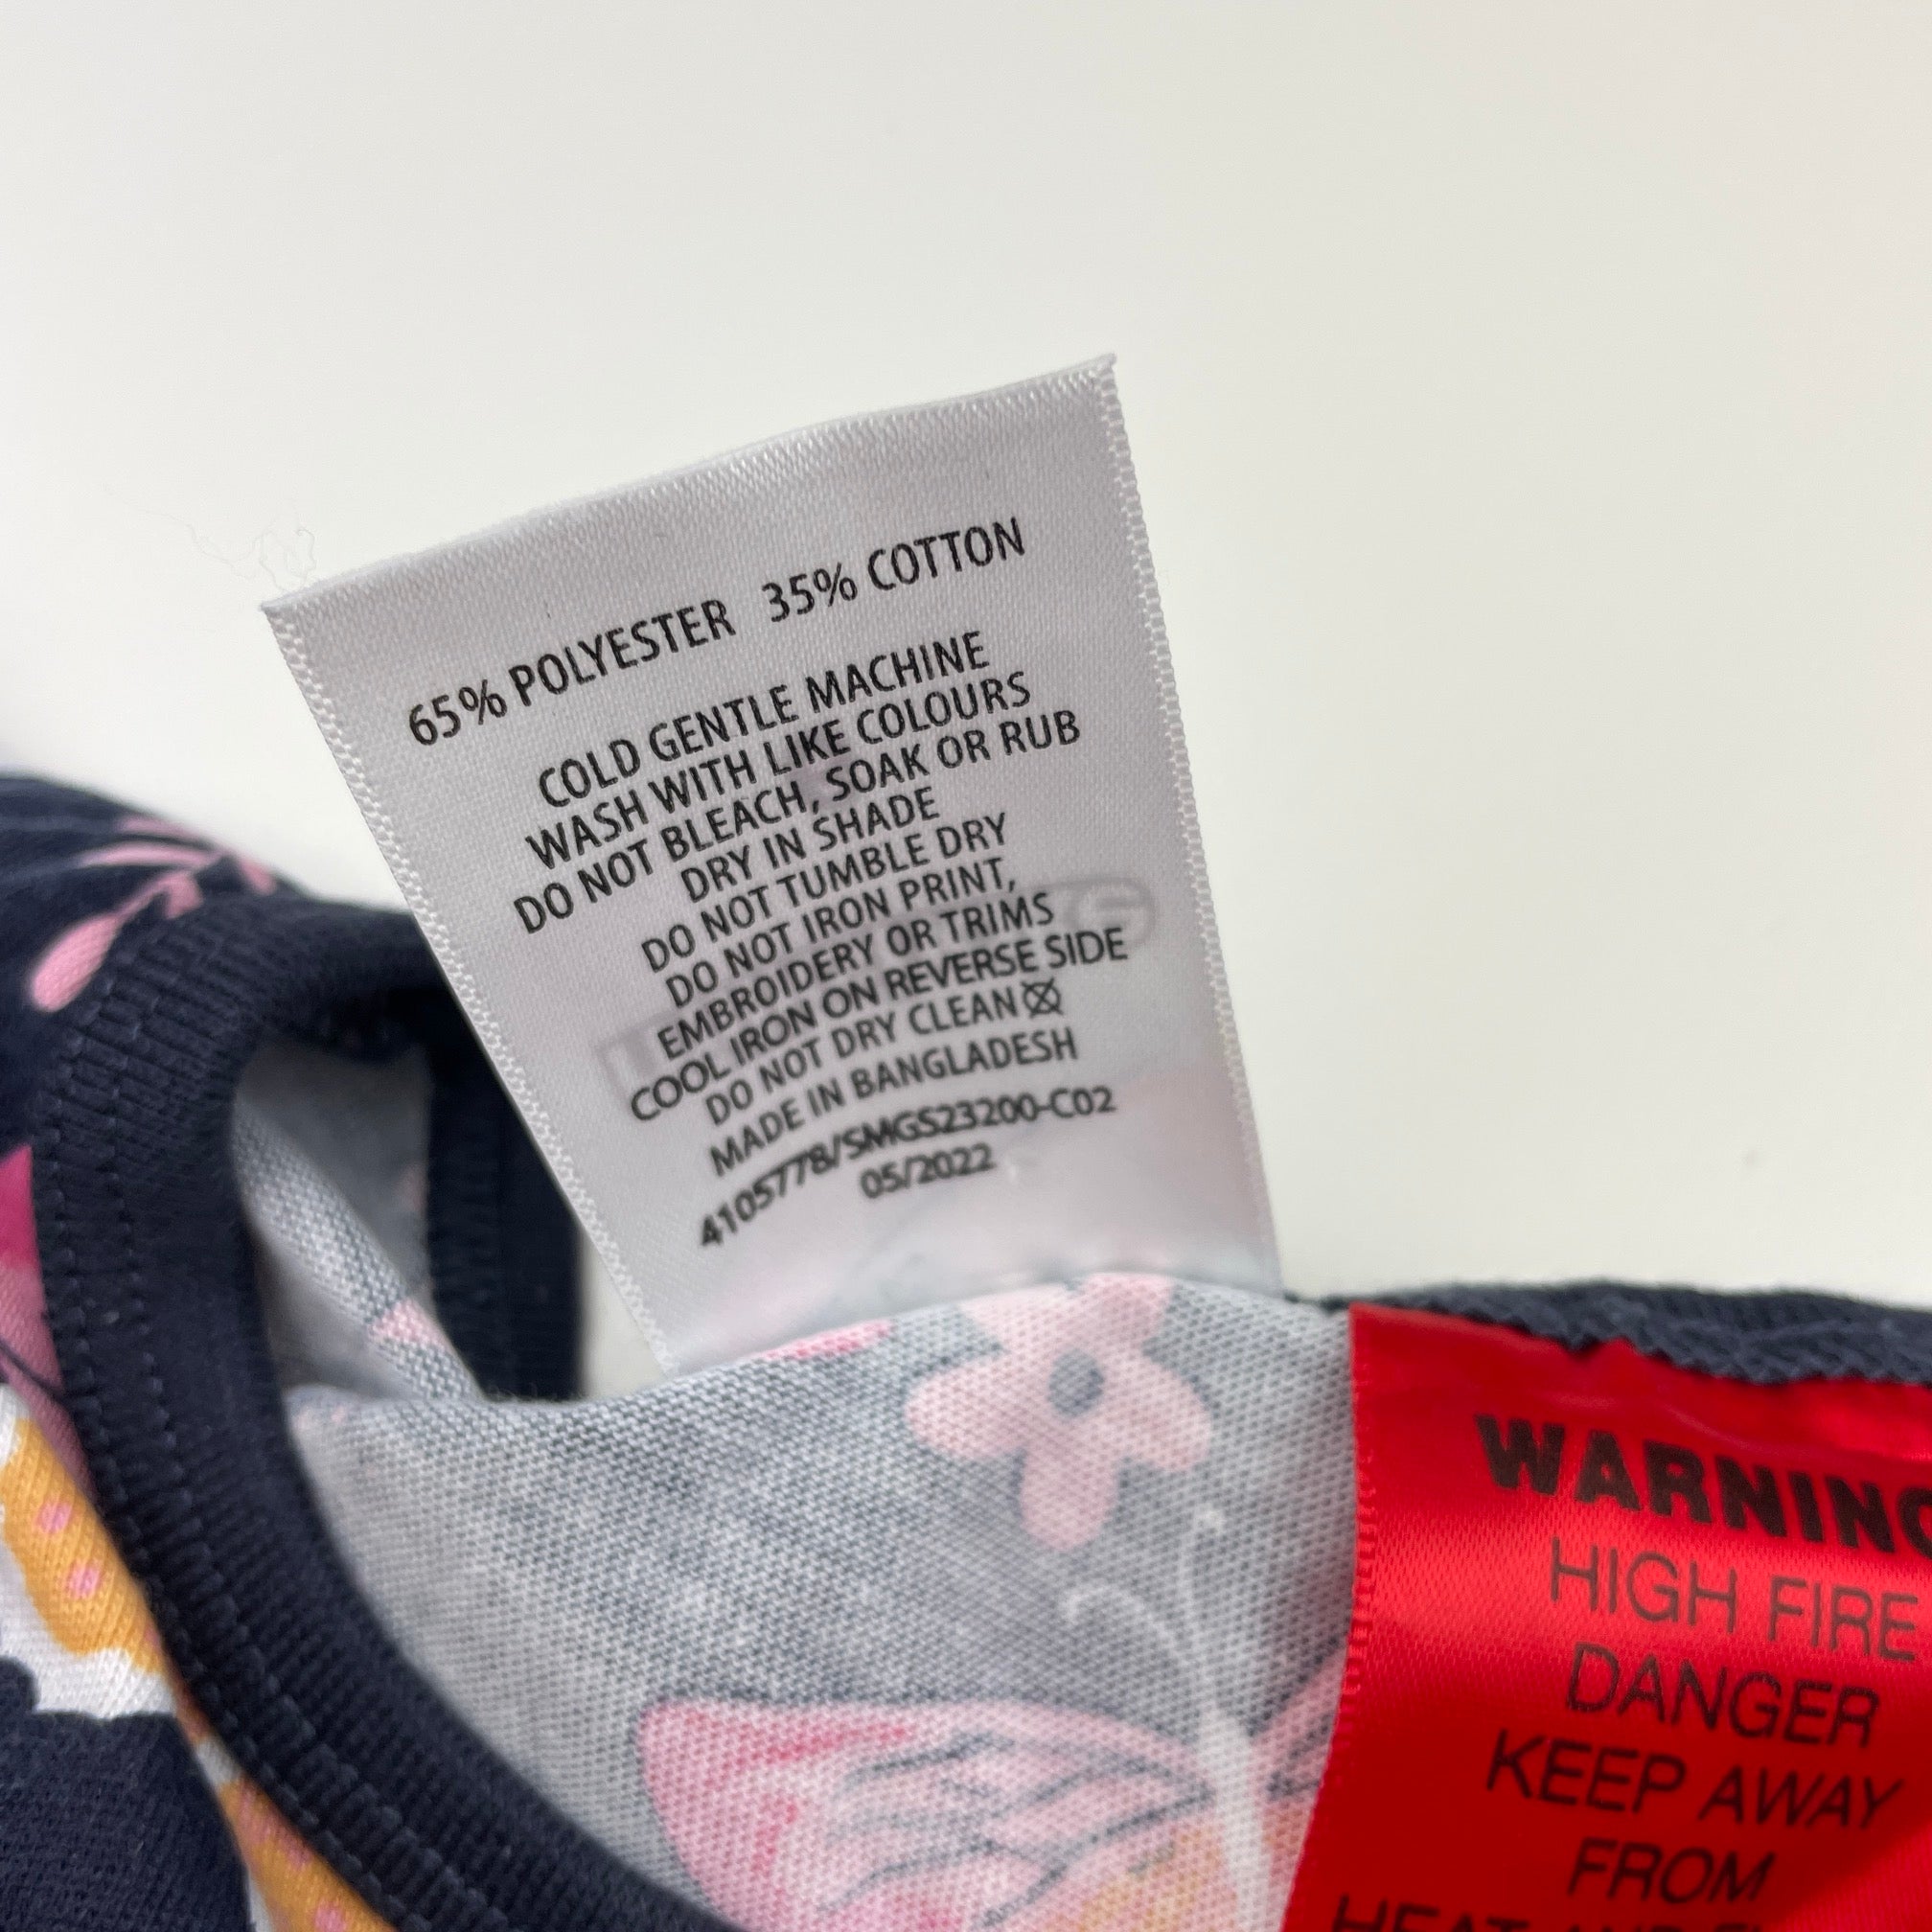 65% POLYESTER 35% COTTON
COLD GENTLE MACHINE
WASH WITH LIKE COLOURS
DO NOT BLEACH, SOAK OR RUB
DRY IN SHADE
DO NOT TUMBLE DRY
DO NOT IRON PRINT,
EMBROIDERY OR TRIMS
COOL IRON ON REVERSE SIDE
DO NOT DRY CLEAN
MADE IN BANGLADESH
4105778/SMGS23200-C02
05/2022
WARNING
HIGH FIRE
DANGER
KEEP AWAY
FROM
HEAT AND